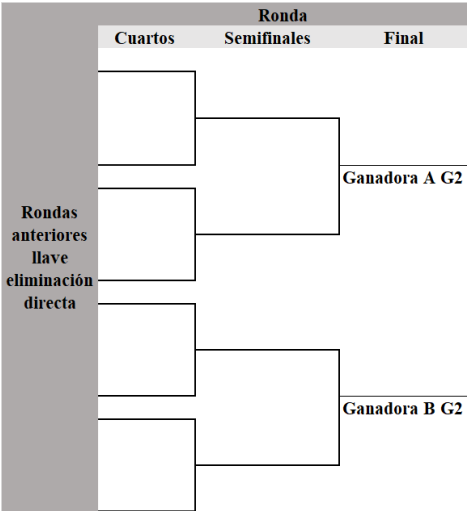 Ronda
Cuartos Semifinales Final
Ganadora A G2
Rondas
anteriores
llave
eliminación
directa
Ganadora B G2